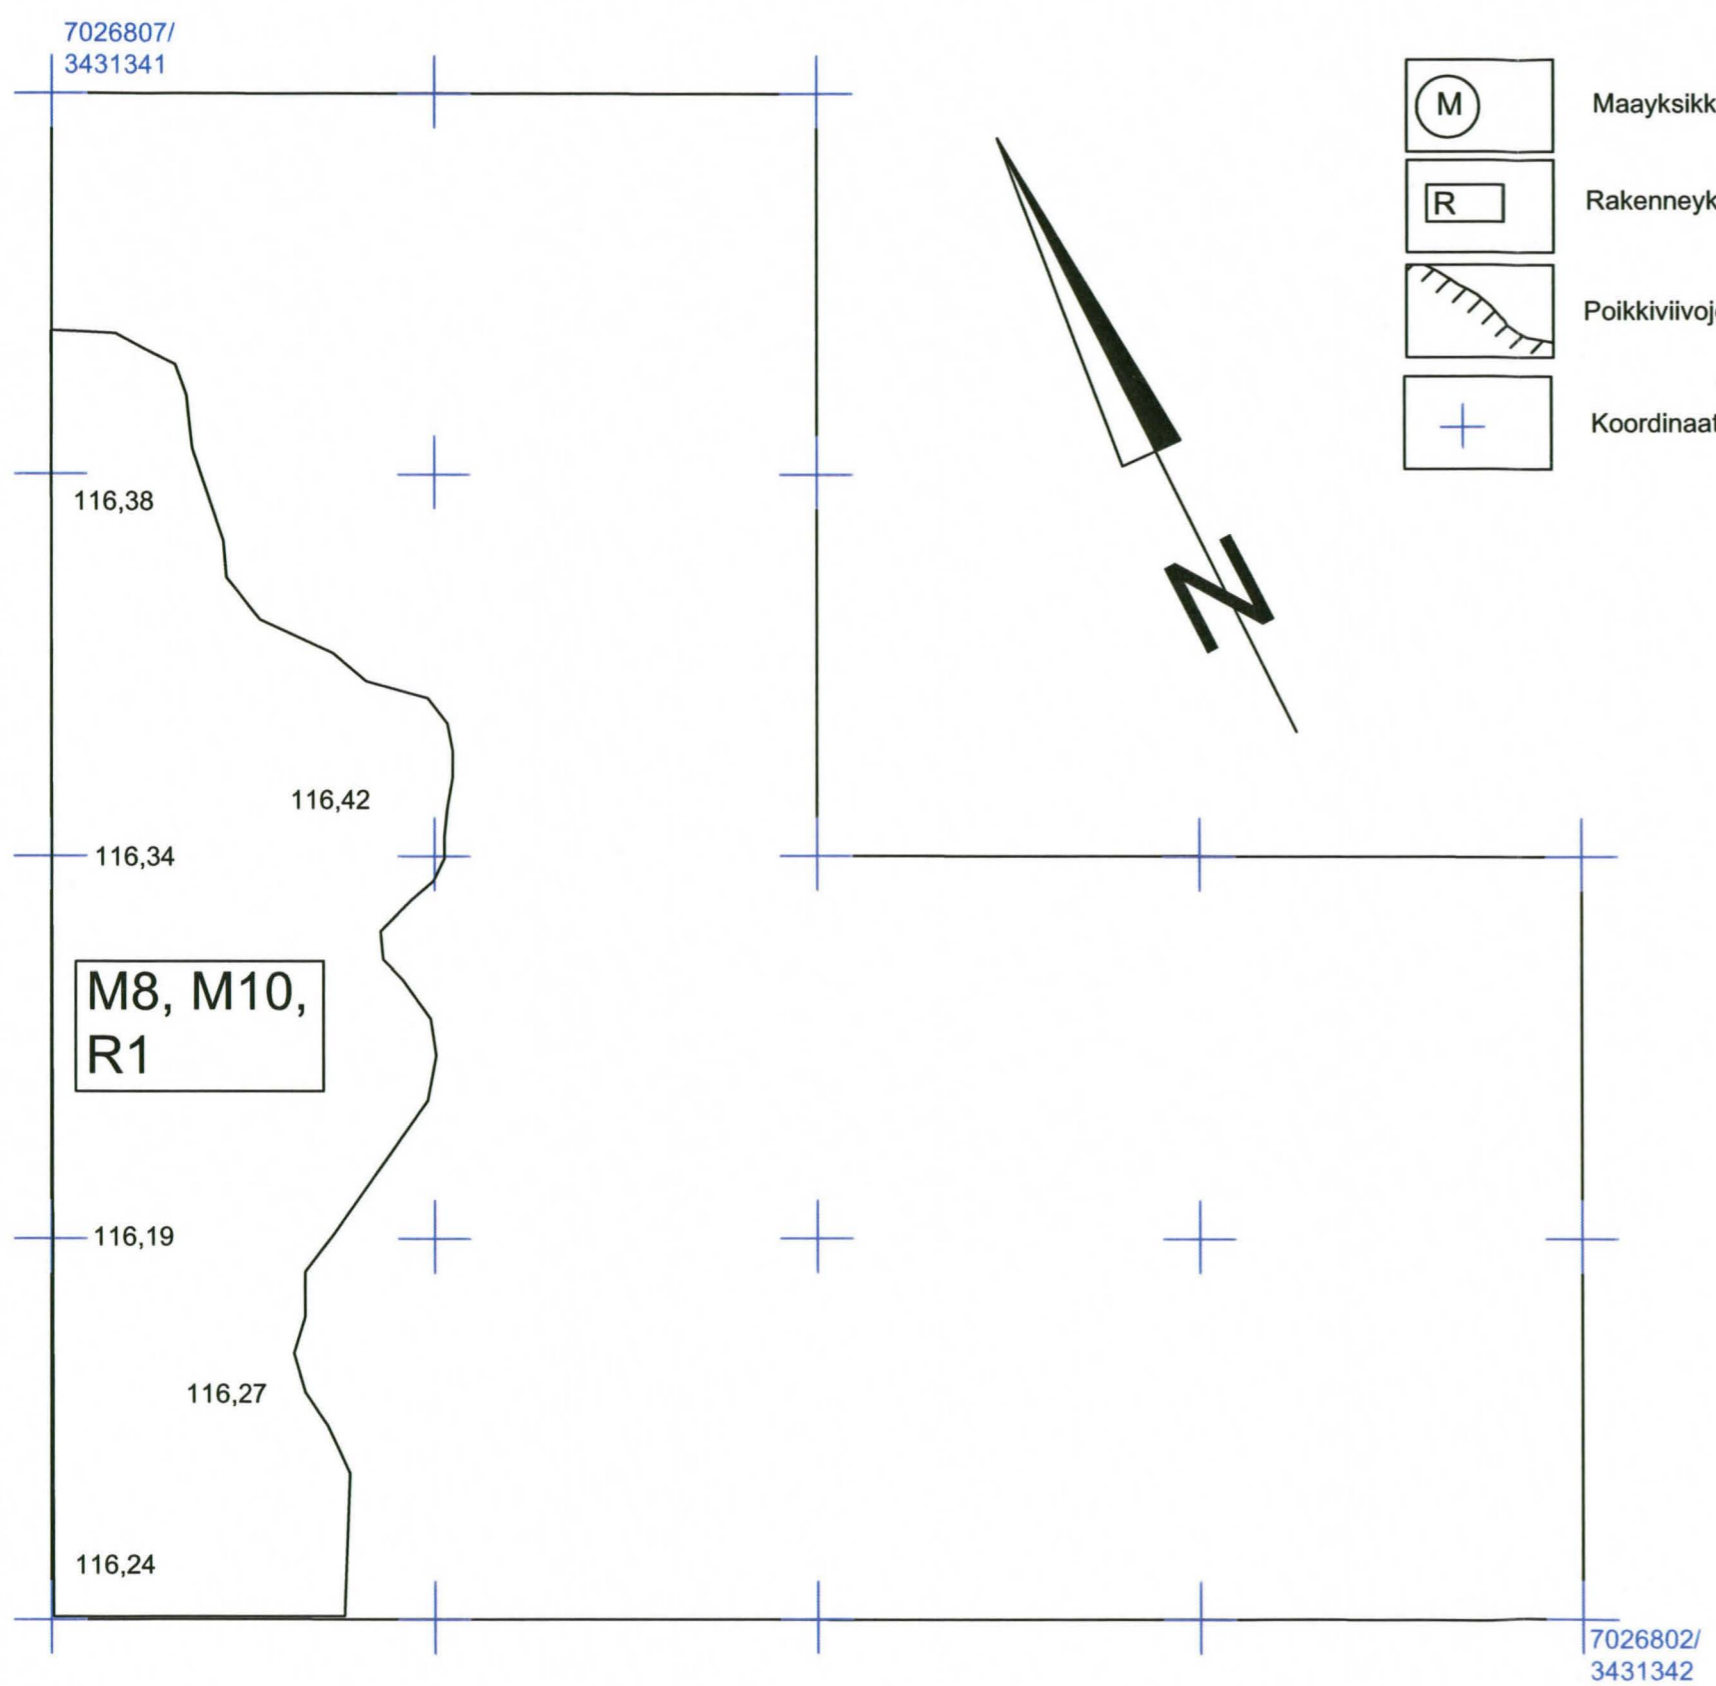 7026807/
3431341
M
Maayksikk
R
Rakenneyk
Poikkiviivoj
Koordinaat
N
116,38
116,42
116,34
M8, M10,
R1
116,19
116,27
116,24
7026802/
3431342